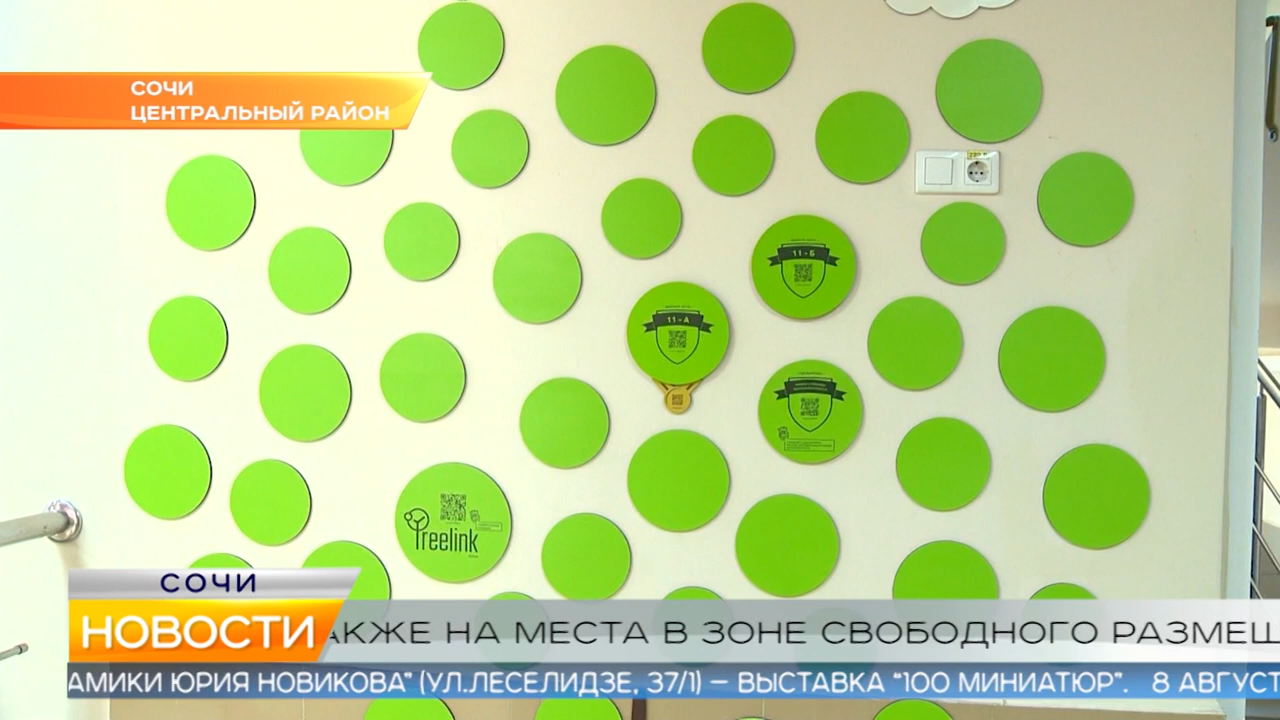 СОЧИ
ЦЕНТРАЛЬНЫЙ РАЙОН
11 - Б
11 - А
Treelink
СОЧИ
НОВОСТИ
АКЖЕ НА МЕСТА В ЗОНЕ СВОБОДНОГО РАЗМЕЩ
АМИКИ ЮРИЯ НОВИКОВА" (УЛ.ЛЕСЕЛИДЗЕ, 37/1) – ВЫСТАВКА "100 МИНИАТЮР". 8 АВГУСТ